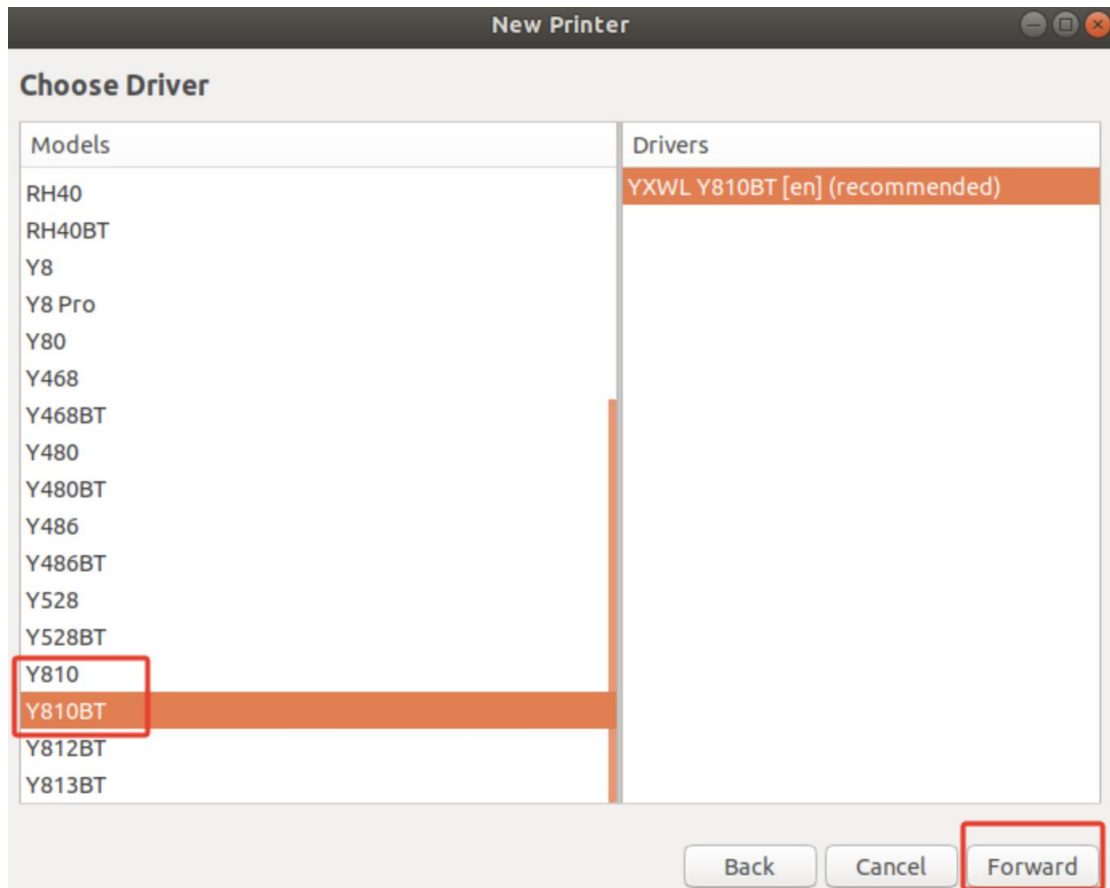 New Printer
Choose Driver
Models
Drivers
RH40
YXWL Y810BT [en] (recommended)
RH40BT
Y8
Y8 Pro
Y80
Y468
Y468BT
Y480
Y480BT
Y486
Y486BT
Y528
Y528BT
Y810
Y810BT
Y812BT
Y813BT
Back
Cancel
Forward